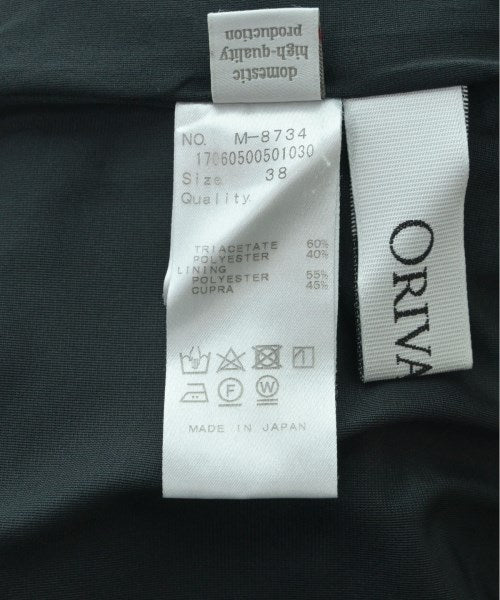 domestic
high-quality
production
NO. M-8734
17060500501030
Size 38
Quality
TRIACETATE 60%
POLYESTER 40%
LINING
POLYESTER 55%
CUPRA 45%
F W
MADE IN JAPAN
ORIVA